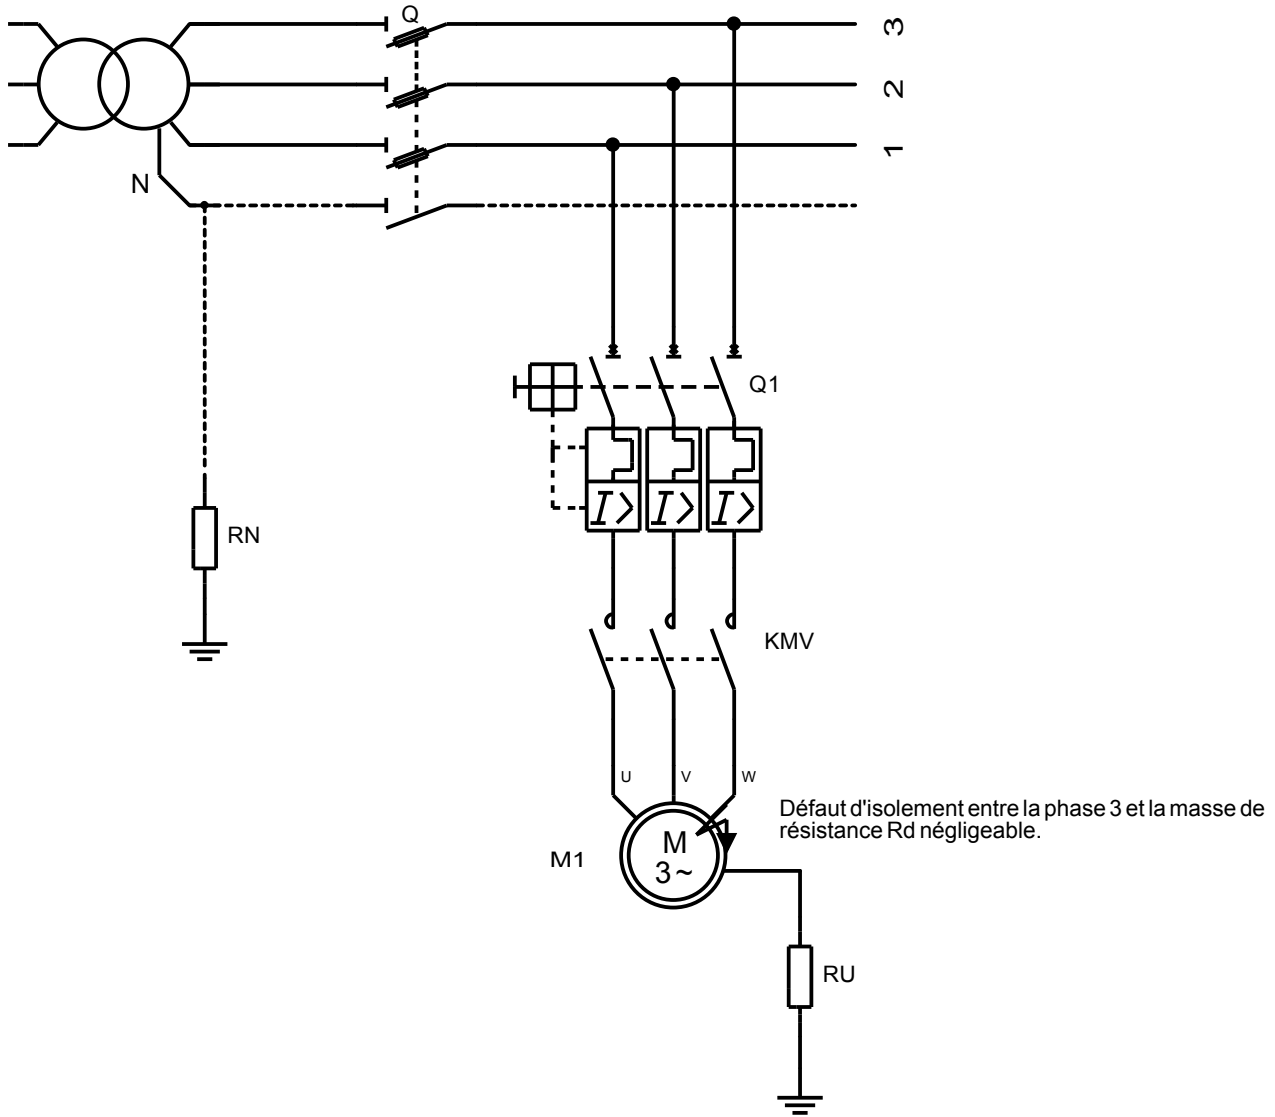 Q
3
2
1
N
Q1
I>
I>
I>
RN
KMV
U
V
W
Défaut d'isolement entre la phase 3 et la masse de
résistance Rd négligeable.
M1
M
3~
RU